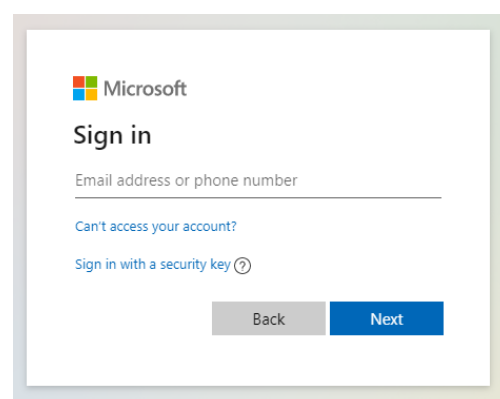 Microsoft
Sign in
Email address or phone number
Can't access your account?
Sign in with a security key ?
Back Next